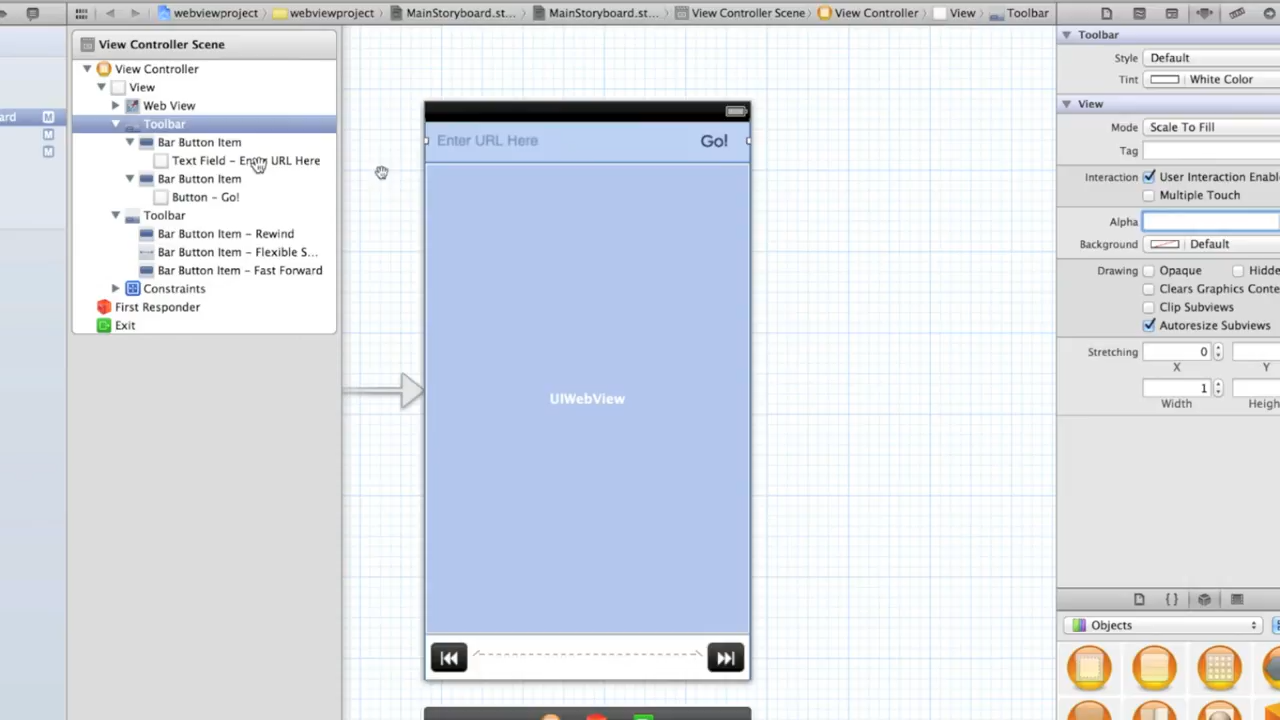 webviewproject
webviewproject
MainStoryboard.st...
MainStoryboard.st...
View Controller Scene
View Controller
View
Toolbar
View Controller Scene
View Controller
View
Web View
Toolbar
Bar Button Item
Bar Button Item
Button – Go!
Toolbar
Bar Button Item – Rewind
Bar Button Item – Flexible S...
Bar Button Item – Fast Forward
Constraints
First Responder
Exit
Text Field – URL Here
M
M
M
Enter URL Here
Go!
UIWebView
Toolbar
Style
Default
Tint
White Color
View
Mode
Scale To Fill
Tag
Interaction
User Interaction Enabl
Multiple Touch
Alpha
Background
Default
Drawing
Opaque
Hidde
Clears Graphics Conte
Clip Subviews
Autoresize Subviews
Stretching
0
X
Y
1
Width
Heigh
{ }
Objects